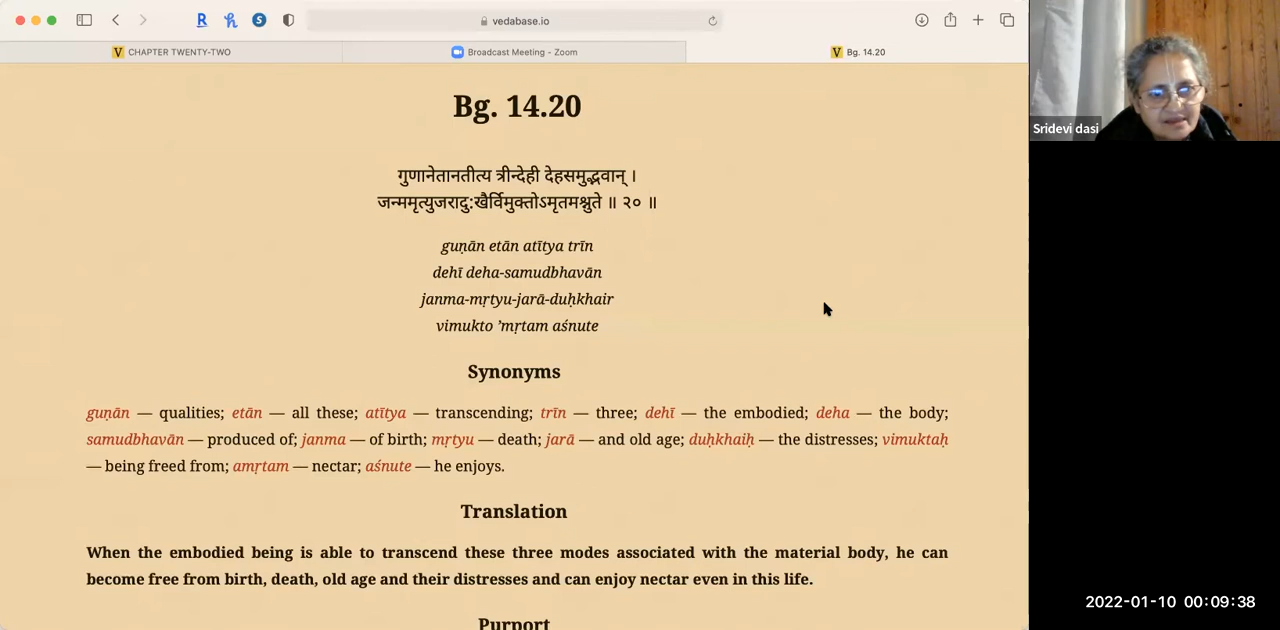 vedabase.io
CHAPTER TWENTY-TWO
Broadcast Meeting - Zoom
Bg. 14.20
Bg. 14.20
गुणानेतानतीत्य त्रीन्देही देहसमुद्भवान् ।
जन्ममृत्युजरादु:खैर्विमुक्तोऽमृतमश्न‍ुते ॥ २० ॥
guṇān etān atītya trīn
dehī deha-samudbhavān
janma-mṛtyu-jarā-duḥkhair
vimukto ’mṛtam aśnute
Synonyms
guṇān — qualities; etān — all these; atītya — transcending; trīn — three; dehī — the embodied; deha — the body;
samudbhavān — produced of; janma — of birth; mṛtyu — death; jarā — and old age; duḥkhaiḥ — the distresses; vimuktaḥ
— being freed from; amṛtam — nectar; aśnute — he enjoys.
Translation
When the embodied being is able to transcend these three modes associated with the material body, he can
become free from birth, death, old age and their distresses and can enjoy nectar even in this life.
Purport
Sridevi dasi
2022-01-10 00:09:38